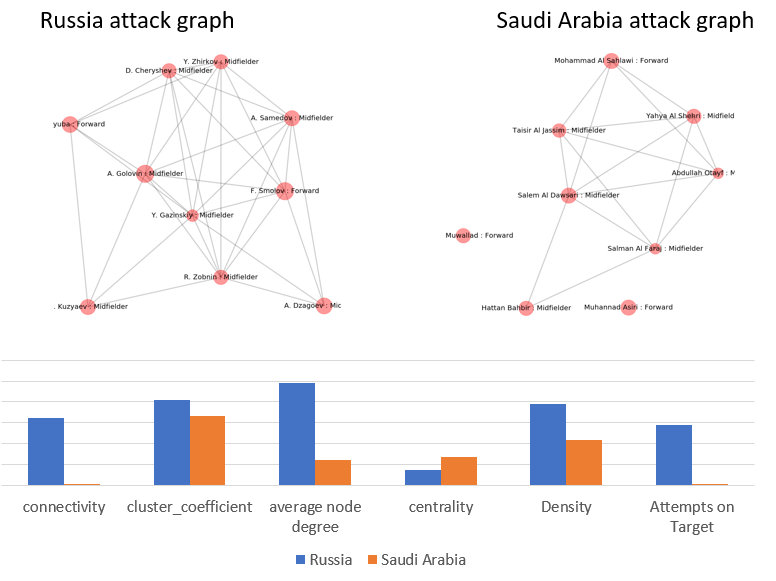 Russia attack graph
Saudi Arabia attack graph
Y. Zhirkov : Midfielder
D. Cheryshev : Midfielder
A. Samedov : Midfielder
yuba : Forward
A. Golovin : Midfielder
F. Smolov : Forward
Y. Gazinskiy : Midfielder
R. Zobnin : Midfielder
. Kuzyaev : Midfielder
A. Dzagoev : Mic
Mohammad Al Sahlawi : Forward
Yahya Al Shehri : Midfield
Taisir Al Jassim : Midfielder
Abdullah Otayf : M
Salem Al Dawsari : Midfielder
Muwallad : Forward
Salman Al Faraj : Midfielder
Hattan Bahbir : Midfielder
Muhannad Asiri : Forward
connectivity
cluster_coefficient
average node
degree
centrality
Density
Attempts on
Target
Russia
Saudi Arabia